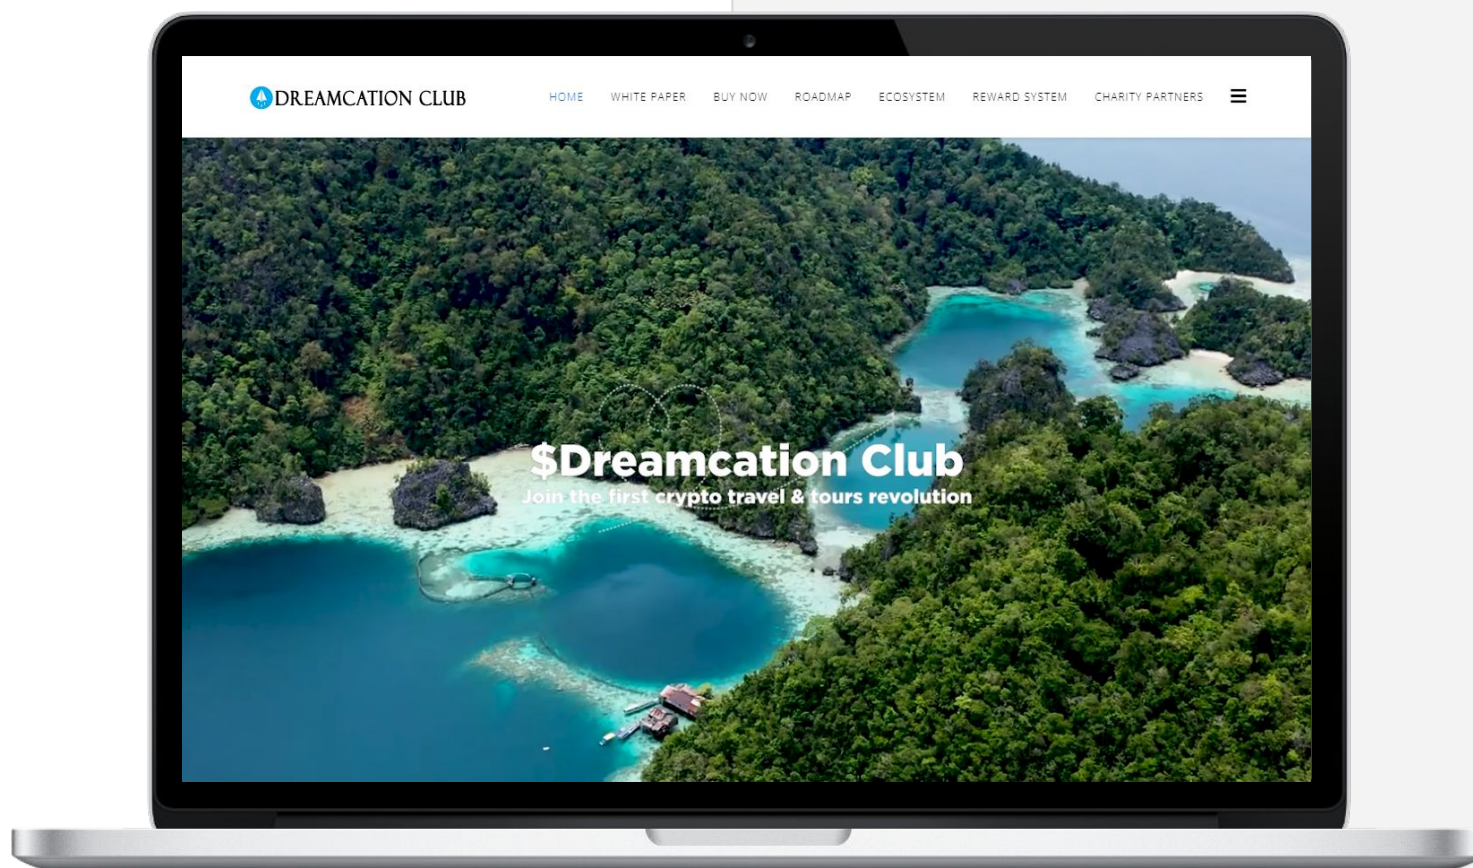 DREAMCATION CLUB
HOME WHITE PAPER BUY NOW ROADMAP ECOSYSTEM REWARD SYSTEM CHARITY PARTNERS
$Dreamcation Club
Join the first crypto travel & tours revolution